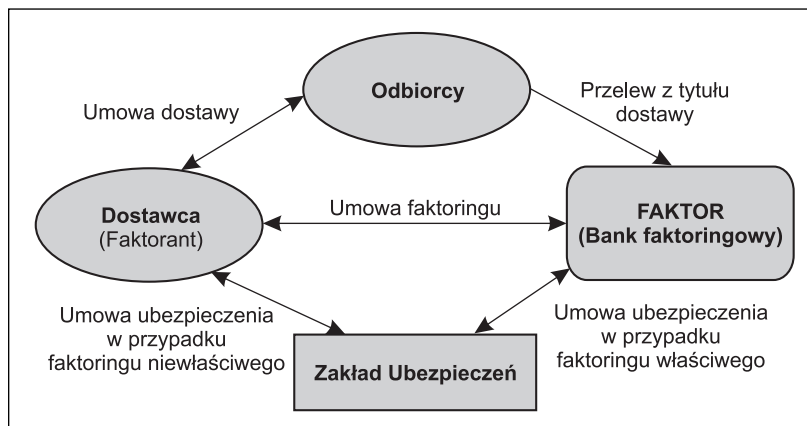 Odbiorcy
Umowa dostawy
Przelew z tytułu
dostawy
Dostawca
(Faktorant)
Umowa faktoringu
FAKTOR
(Bank faktoringowy)
Umowa ubezpieczenia
w przypadku
faktoringu niewłaściwego
Zakład Ubezpieczeń
Umowa ubezpieczenia
w przypadku
faktoringu właściwego